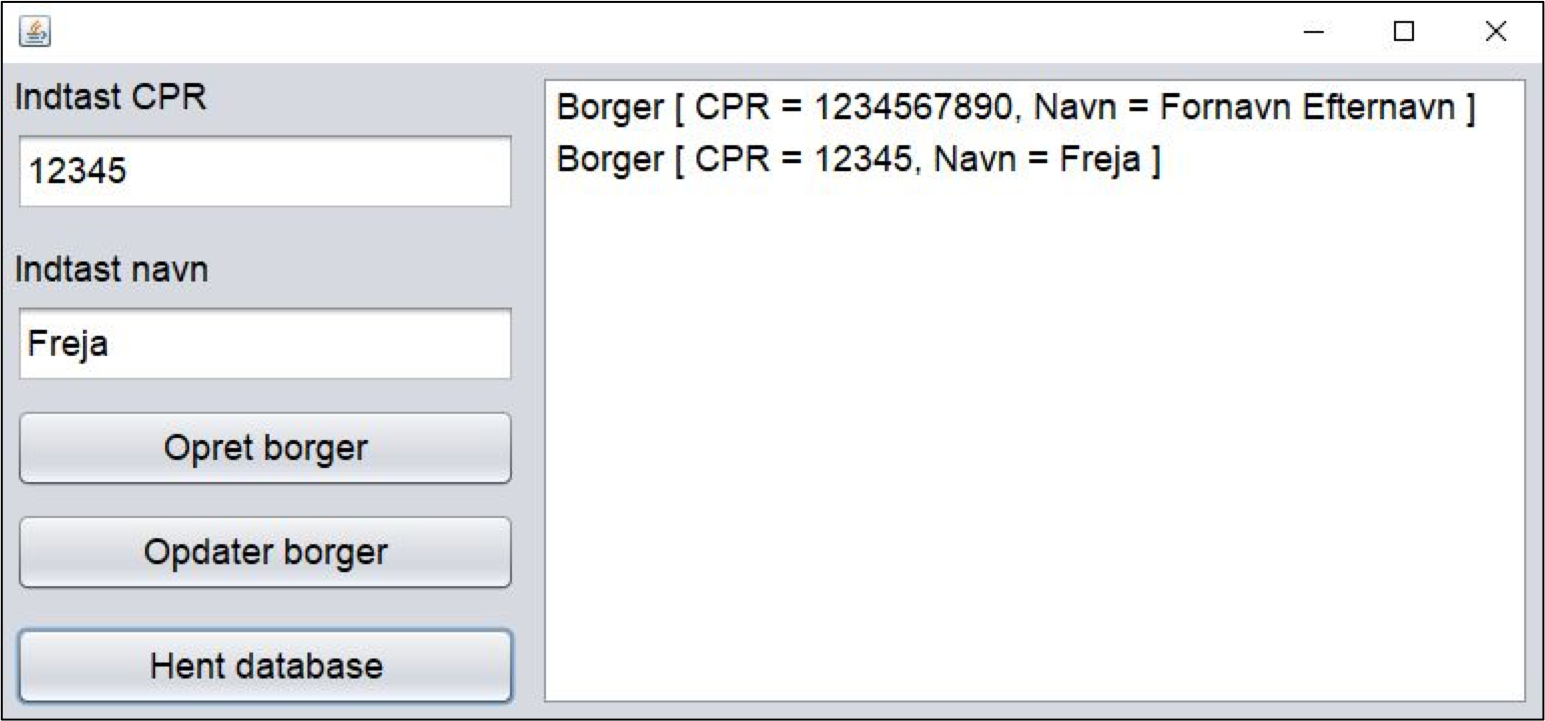 Indtast CPR
12345
Indtast navn
Freja
Opret borger
Opdater borger
Hent database
Borger [ CPR = 1234567890, Navn = Fornavn Efternavn ]
Borger [ CPR = 12345, Navn = Freja ]